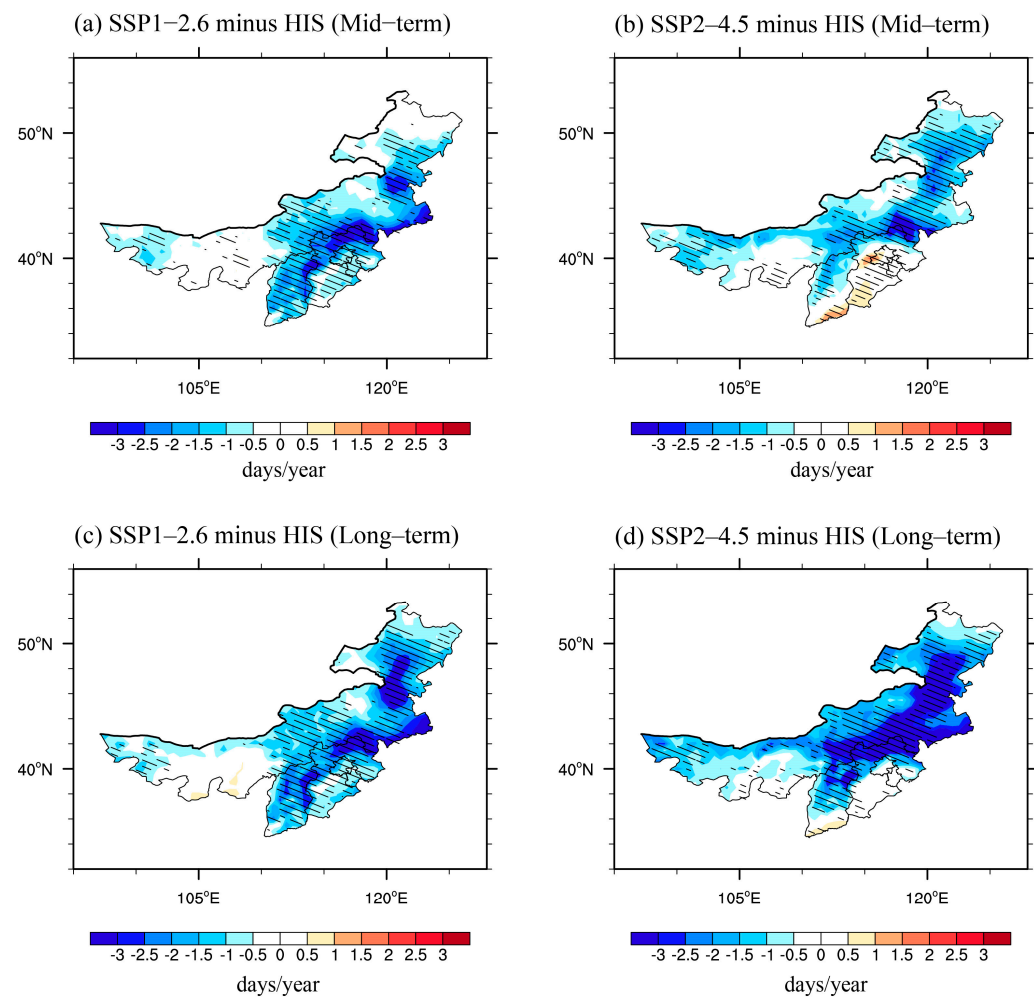 (a) SSP1−2.6 minus HIS (Mid−term)
(b) SSP2−4.5 minus HIS (Mid−term)
50°N
40°N
105°E 120°E
-3 -2.5 -2 -1.5 -1 -0.5 0 0.5 1 1.5 2 2.5 3
days/year
50°N
40°N
105°E 120°E
-3 -2.5 -2 -1.5 -1 -0.5 0 0.5 1 1.5 2 2.5 3
days/year
(c) SSP1−2.6 minus HIS (Long−term)
(d) SSP2−4.5 minus HIS (Long−term)
50°N
40°N
105°E 120°E
-3 -2.5 -2 -1.5 -1 -0.5 0 0.5 1 1.5 2 2.5 3
days/year
50°N
40°N
105°E 120°E
-3 -2.5 -2 -1.5 -1 -0.5 0 0.5 1 1.5 2 2.5 3
days/year